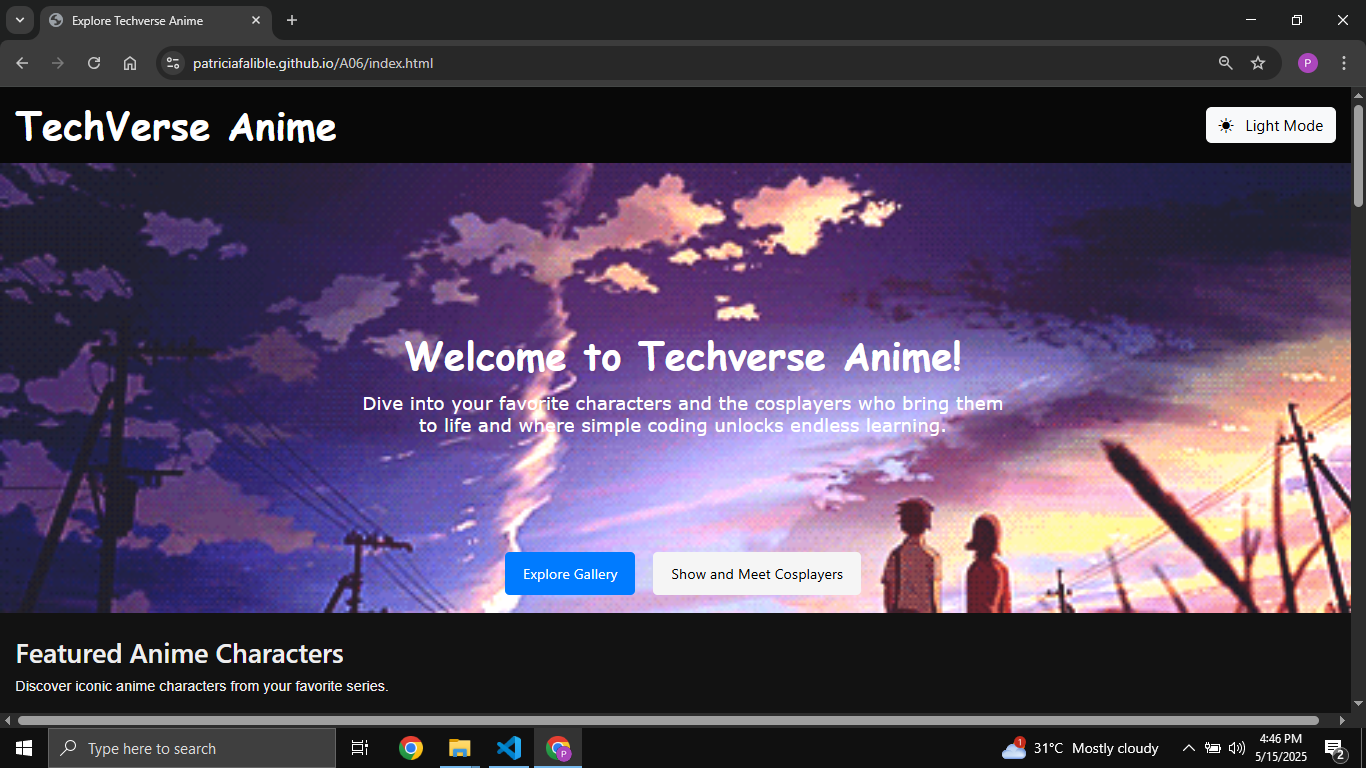 Explore Techverse Anime
patriciafalible.github.io/A06/index.html
P
TechVerse Anime
Light Mode
Welcome to Techverse Anime!
Dive into your favorite characters and the cosplayers who bring them
to life and where simple coding unlocks endless learning.
Explore Gallery
Show and Meet Cosplayers
Featured Anime Characters
Discover iconic anime characters from your favorite series.
Type here to search
P
1
31°C Mostly cloudy
4:46 PM
5/15/2025
2